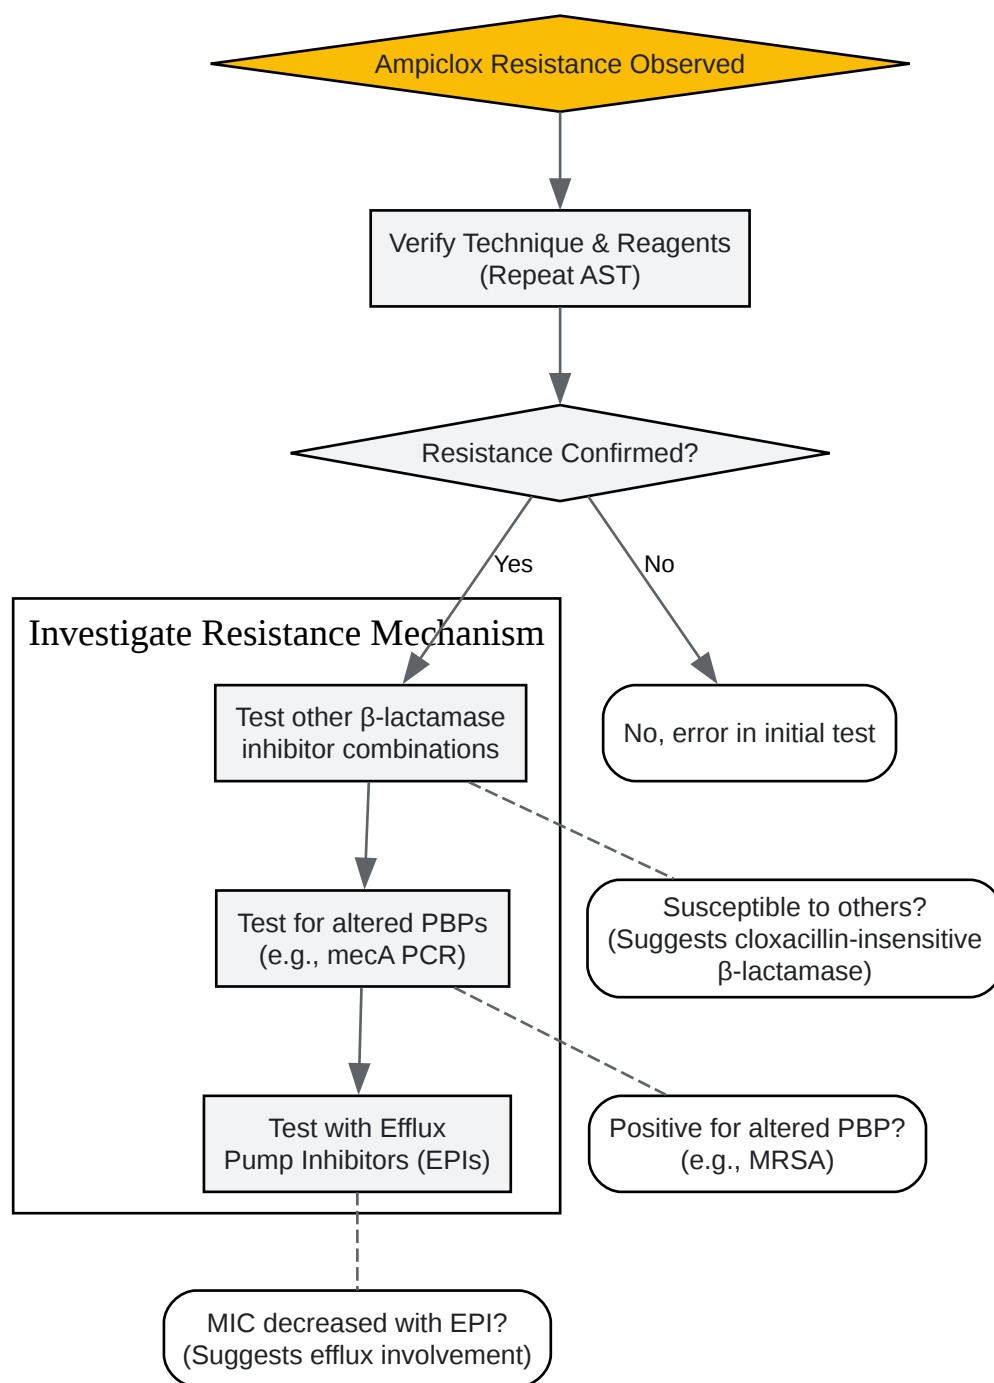 Ampiclox Resistance Observed
Verify Technique & Reagents
(Repeat AST)
Resistance Confirmed?
Yes
No
Investigate Resistance Mechanism
Test other β-lactamase
inhibitor combinations
No, error in initial test
Susceptible to others?
(Suggests cloxacillin-insensitive
β-lactamase)
Test for altered PBPs
(e.g., mecA PCR)
Positive for altered PBP?
(e.g., MRSA)
Test with Efflux
Pump Inhibitors (EPIs)
MIC decreased with EPI?
(Suggests efflux involvement)